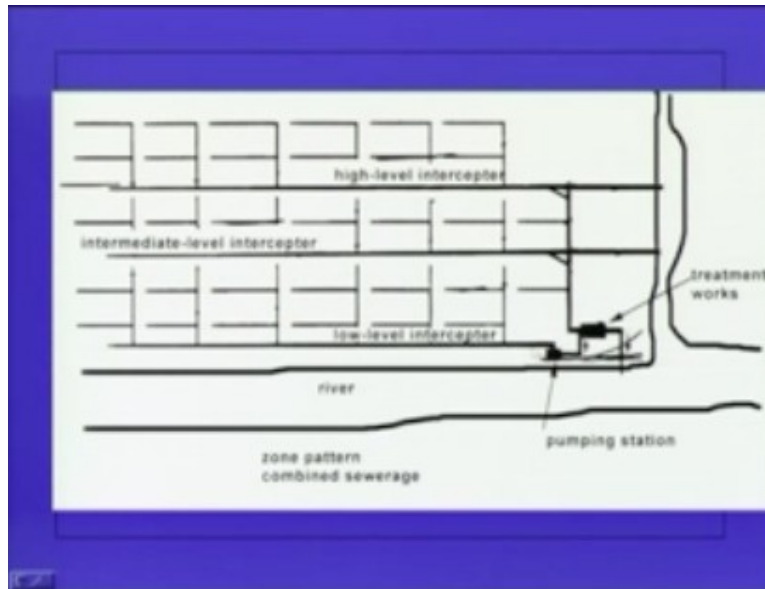 high-level intercepter
intermediate-level intercepter
treatment
works
low-level intercepter
river
pumping station
zone pattern
combined sewerage